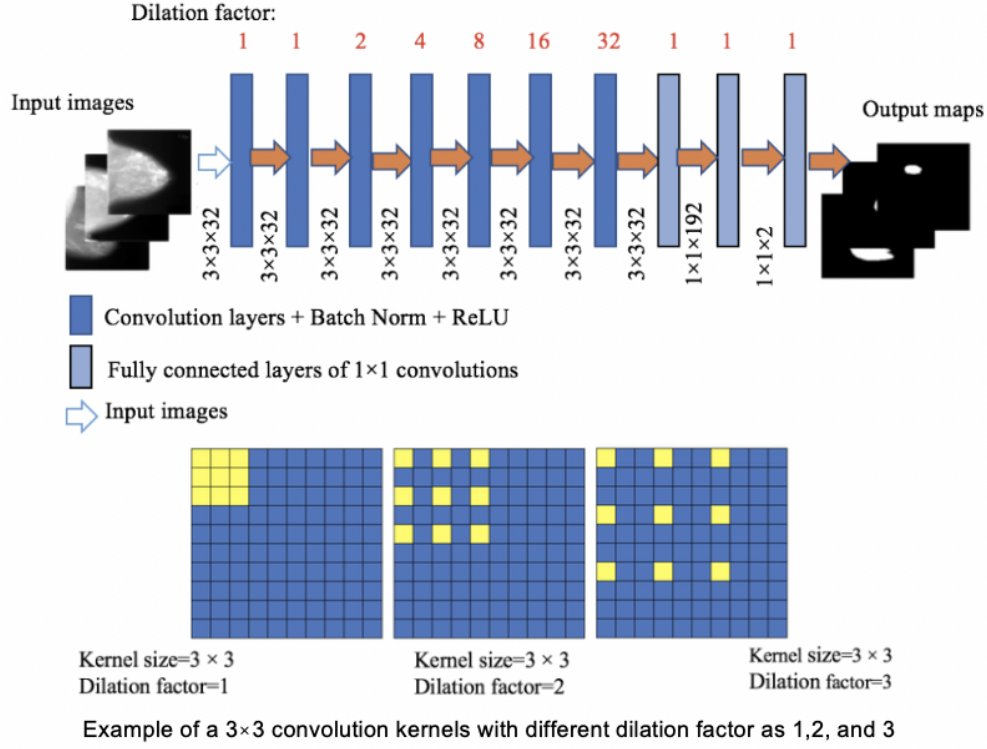 Dilation factor:
1 1 2 4 8 16 32 1 1 1
Input images
Output maps
3×3×32 3×3×32 3×3×32 3×3×32 3×3×32 3×3×32 3×3×32 3×3×32 1×1×192 1×1×2
Convolution layers + Batch Norm + ReLU
Fully connected layers of 1×1 convolutions
Input images
Kernel size=3 × 3
Dilation factor=1
Kernel size=3 × 3
Dilation factor=2
Kernel size=3 × 3
Dilation factor=3
Example of a 3×3 convolution kernels with different dilation factor as 1,2, and 3